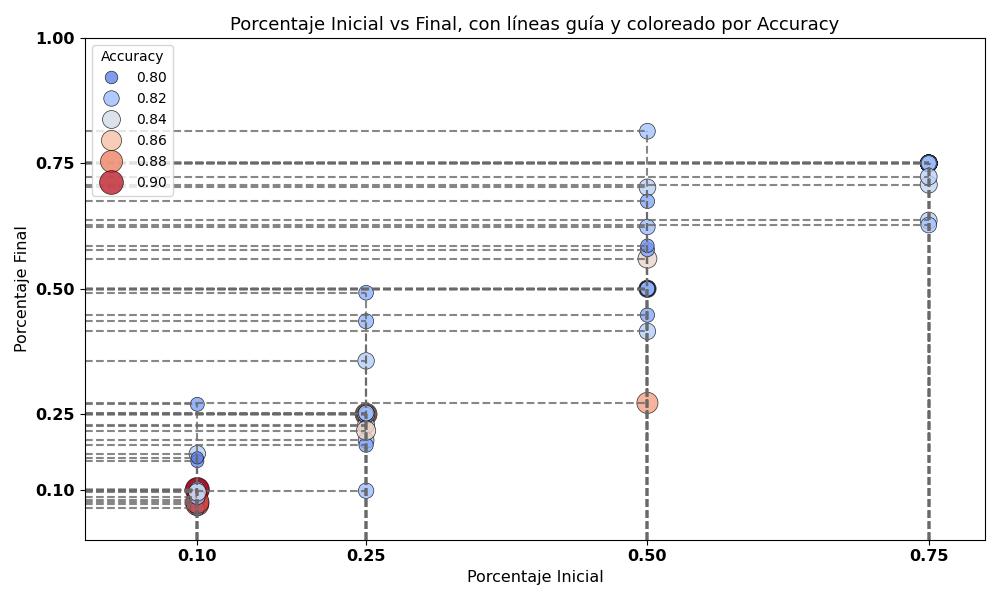 Porcentaje Inicial vs Final, con líneas guía y coloreado por Accuracy
Accuracy
0.80
0.82
0.84
0.86
0.88
0.90
1.00
0.75
0.50
0.25
0.10
Porcentaje Final
0.10 0.25 0.50 0.75
Porcentaje Inicial